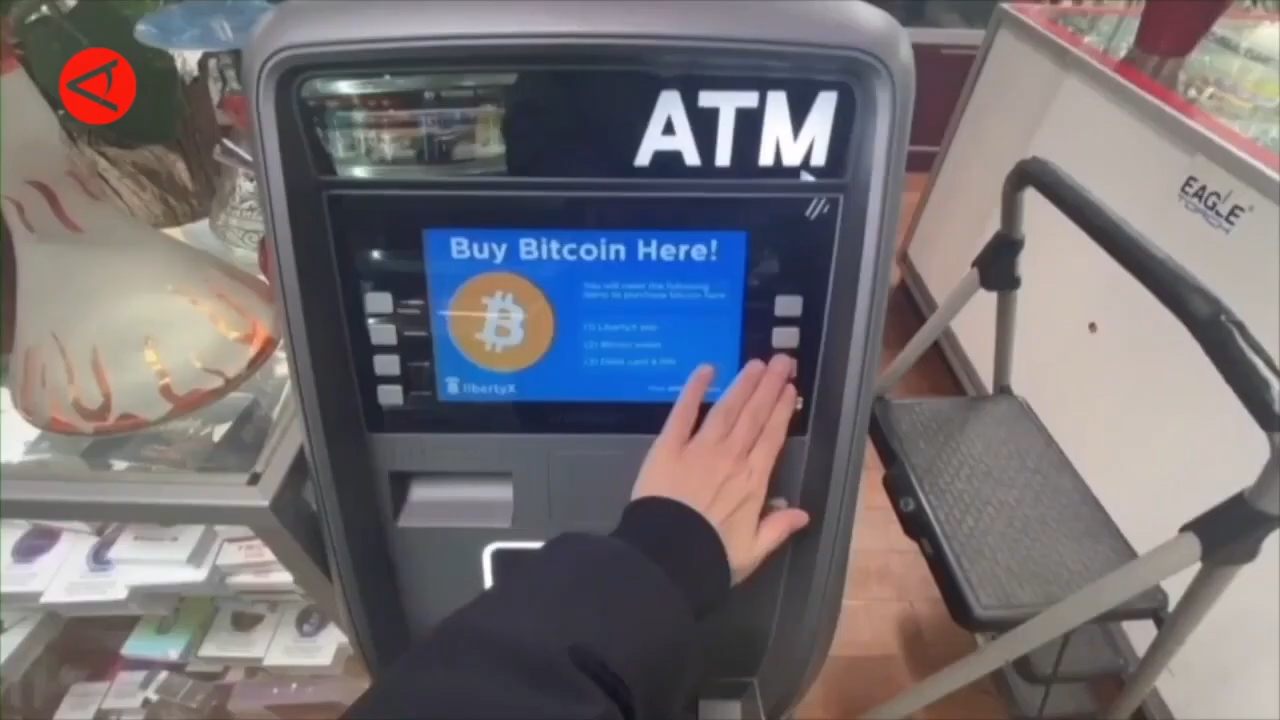 ATM
Buy Bitcoin Here!
You will need the following
items to purchase bitcoin here
(1) LibertyX app
(2) Bitcoin wallet
(3) Debit card & PIN
libertyX
EAGLE
TORCH